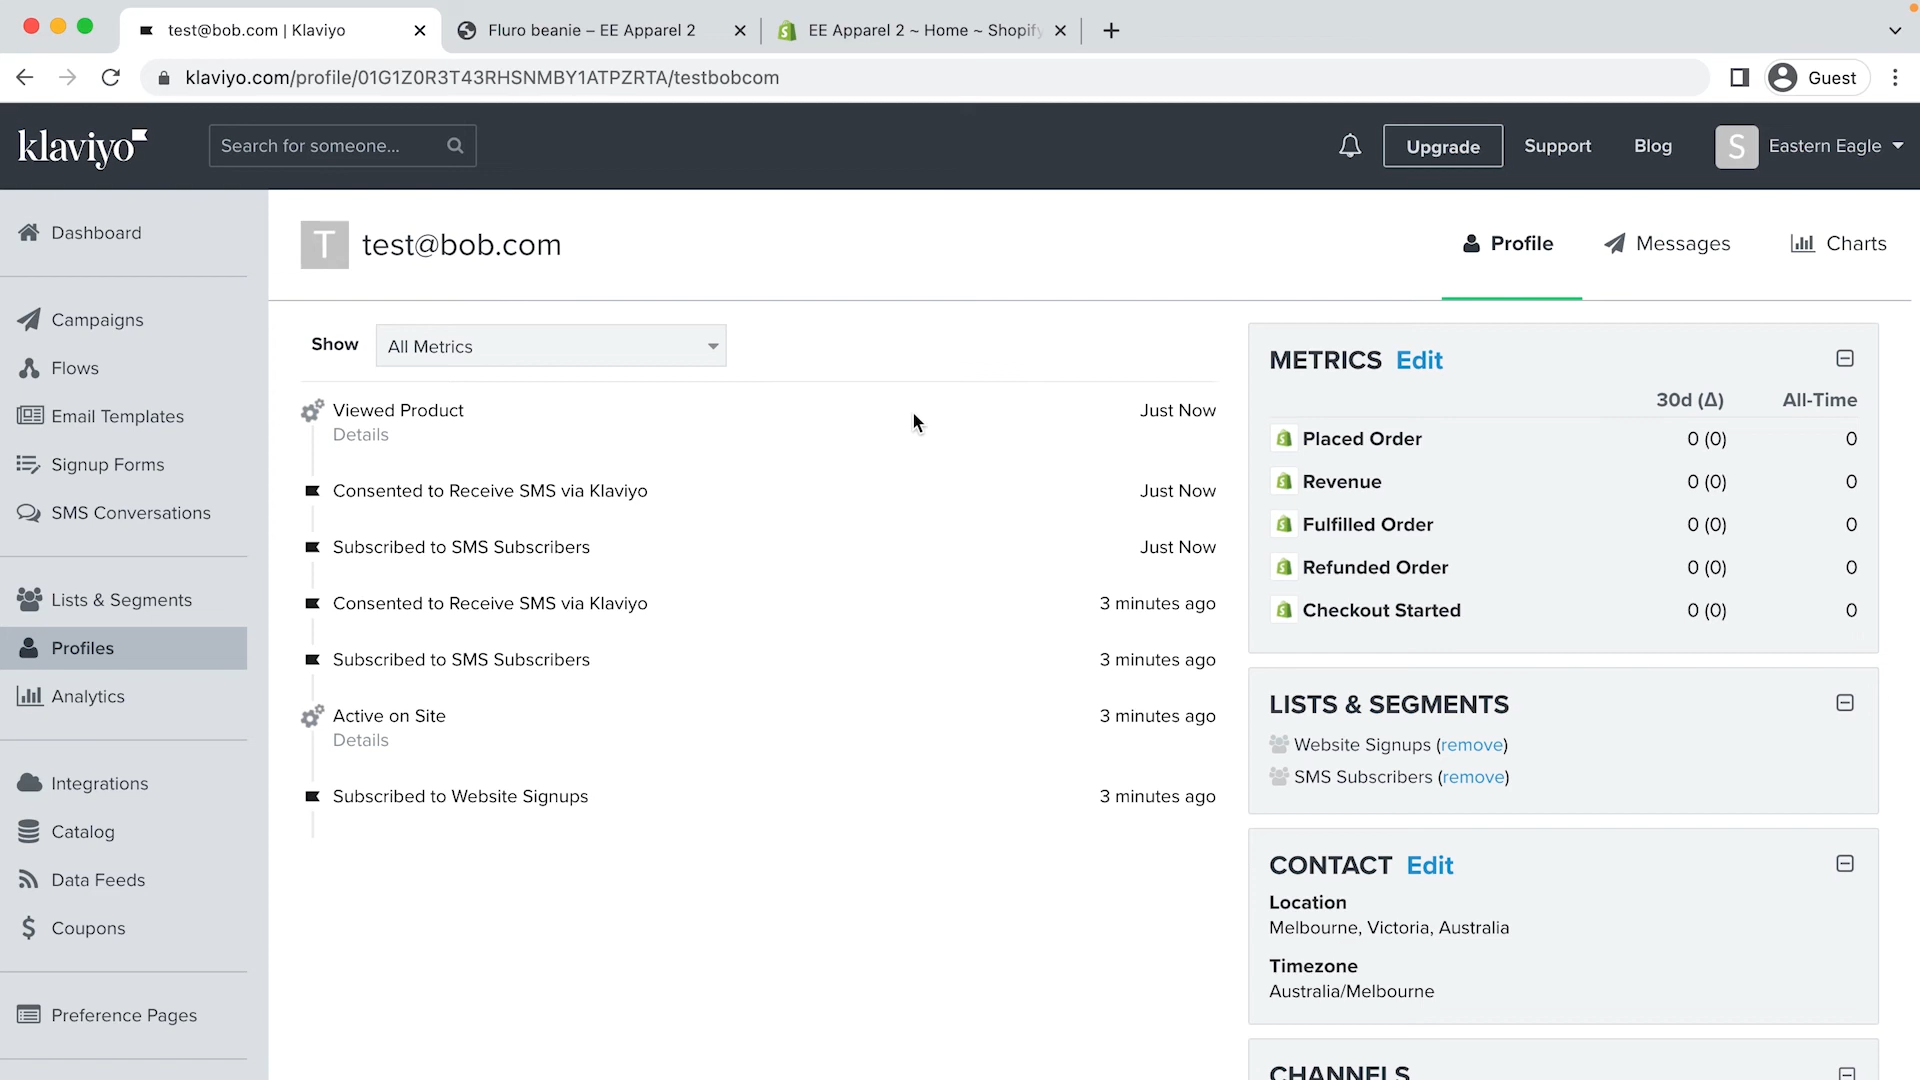 test@bob.com | Klaviyo
Fluro beanie – EE Apparel 2
EE Apparel 2 ~ Home ~ Shopify
klaviyo.com/profile/01G1Z0R3T43RHSNMBY1ATPZRTA/testbobcom
Guest
klaviyo
Search for someone...
Upgrade
Support
Blog
S
Eastern Eagle
Dashboard
Campaigns
Flows
Email Templates
Signup Forms
SMS Conversations
Lists & Segments
Profiles
Analytics
Integrations
Catalog
Data Feeds
Coupons
Preference Pages
T test@bob.com
Profile
Messages
Charts
Show All Metrics
Viewed Product Just Now
Details
Consented to Receive SMS via Klaviyo Just Now
Subscribed to SMS Subscribers Just Now
Consented to Receive SMS via Klaviyo 3 minutes ago
Subscribed to SMS Subscribers 3 minutes ago
Active on Site 3 minutes ago
Details
Subscribed to Website Signups 3 minutes ago
METRICS Edit
30d (Δ) All-Time
Placed Order 0 (0) 0
Revenue 0 (0) 0
Fulfilled Order 0 (0) 0
Refunded Order 0 (0) 0
Checkout Started 0 (0) 0
LISTS & SEGMENTS
Website Signups (remove)
SMS Subscribers (remove)
CONTACT Edit
Location
Melbourne, Victoria, Australia
Timezone
Australia/Melbourne
CHANNELS